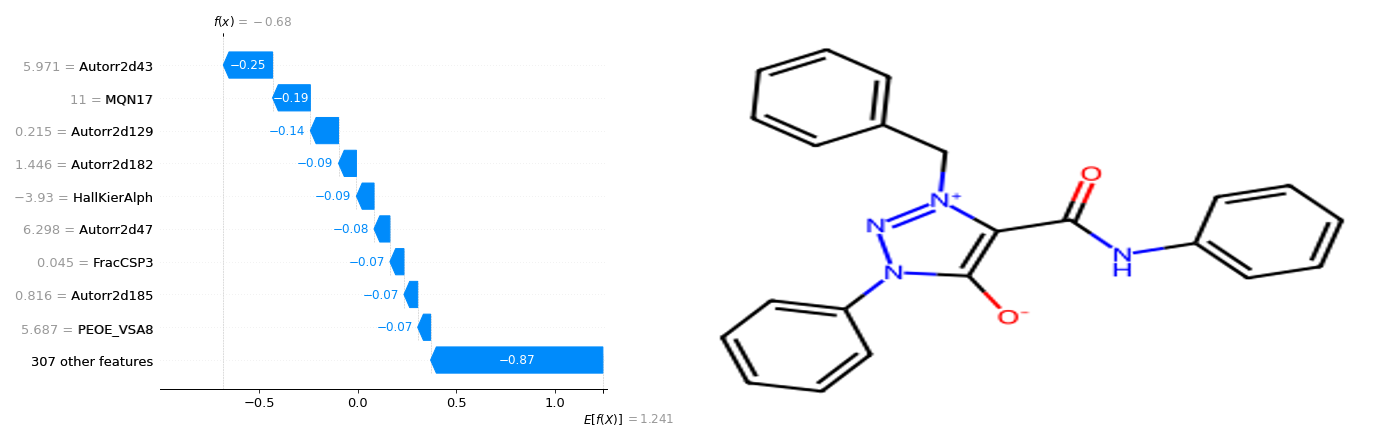 f(x) = −0.68
5.971 = Autorr2d43
−0.25
11 = MQN17
−0.19
0.215 = Autorr2d129
−0.14
1.446 = Autorr2d182
−0.09
−3.93 = HallKierAlph
−0.09
6.298 = Autorr2d47
−0.08
0.045 = FracCSP3
−0.07
0.816 = Autorr2d185
−0.07
5.687 = PEOE_VSA8
−0.07
307 other features
−0.87
−0.5 0.0 0.5 1.0
E[f(X)] = 1.241
O
N+
N
N
H
N
O−